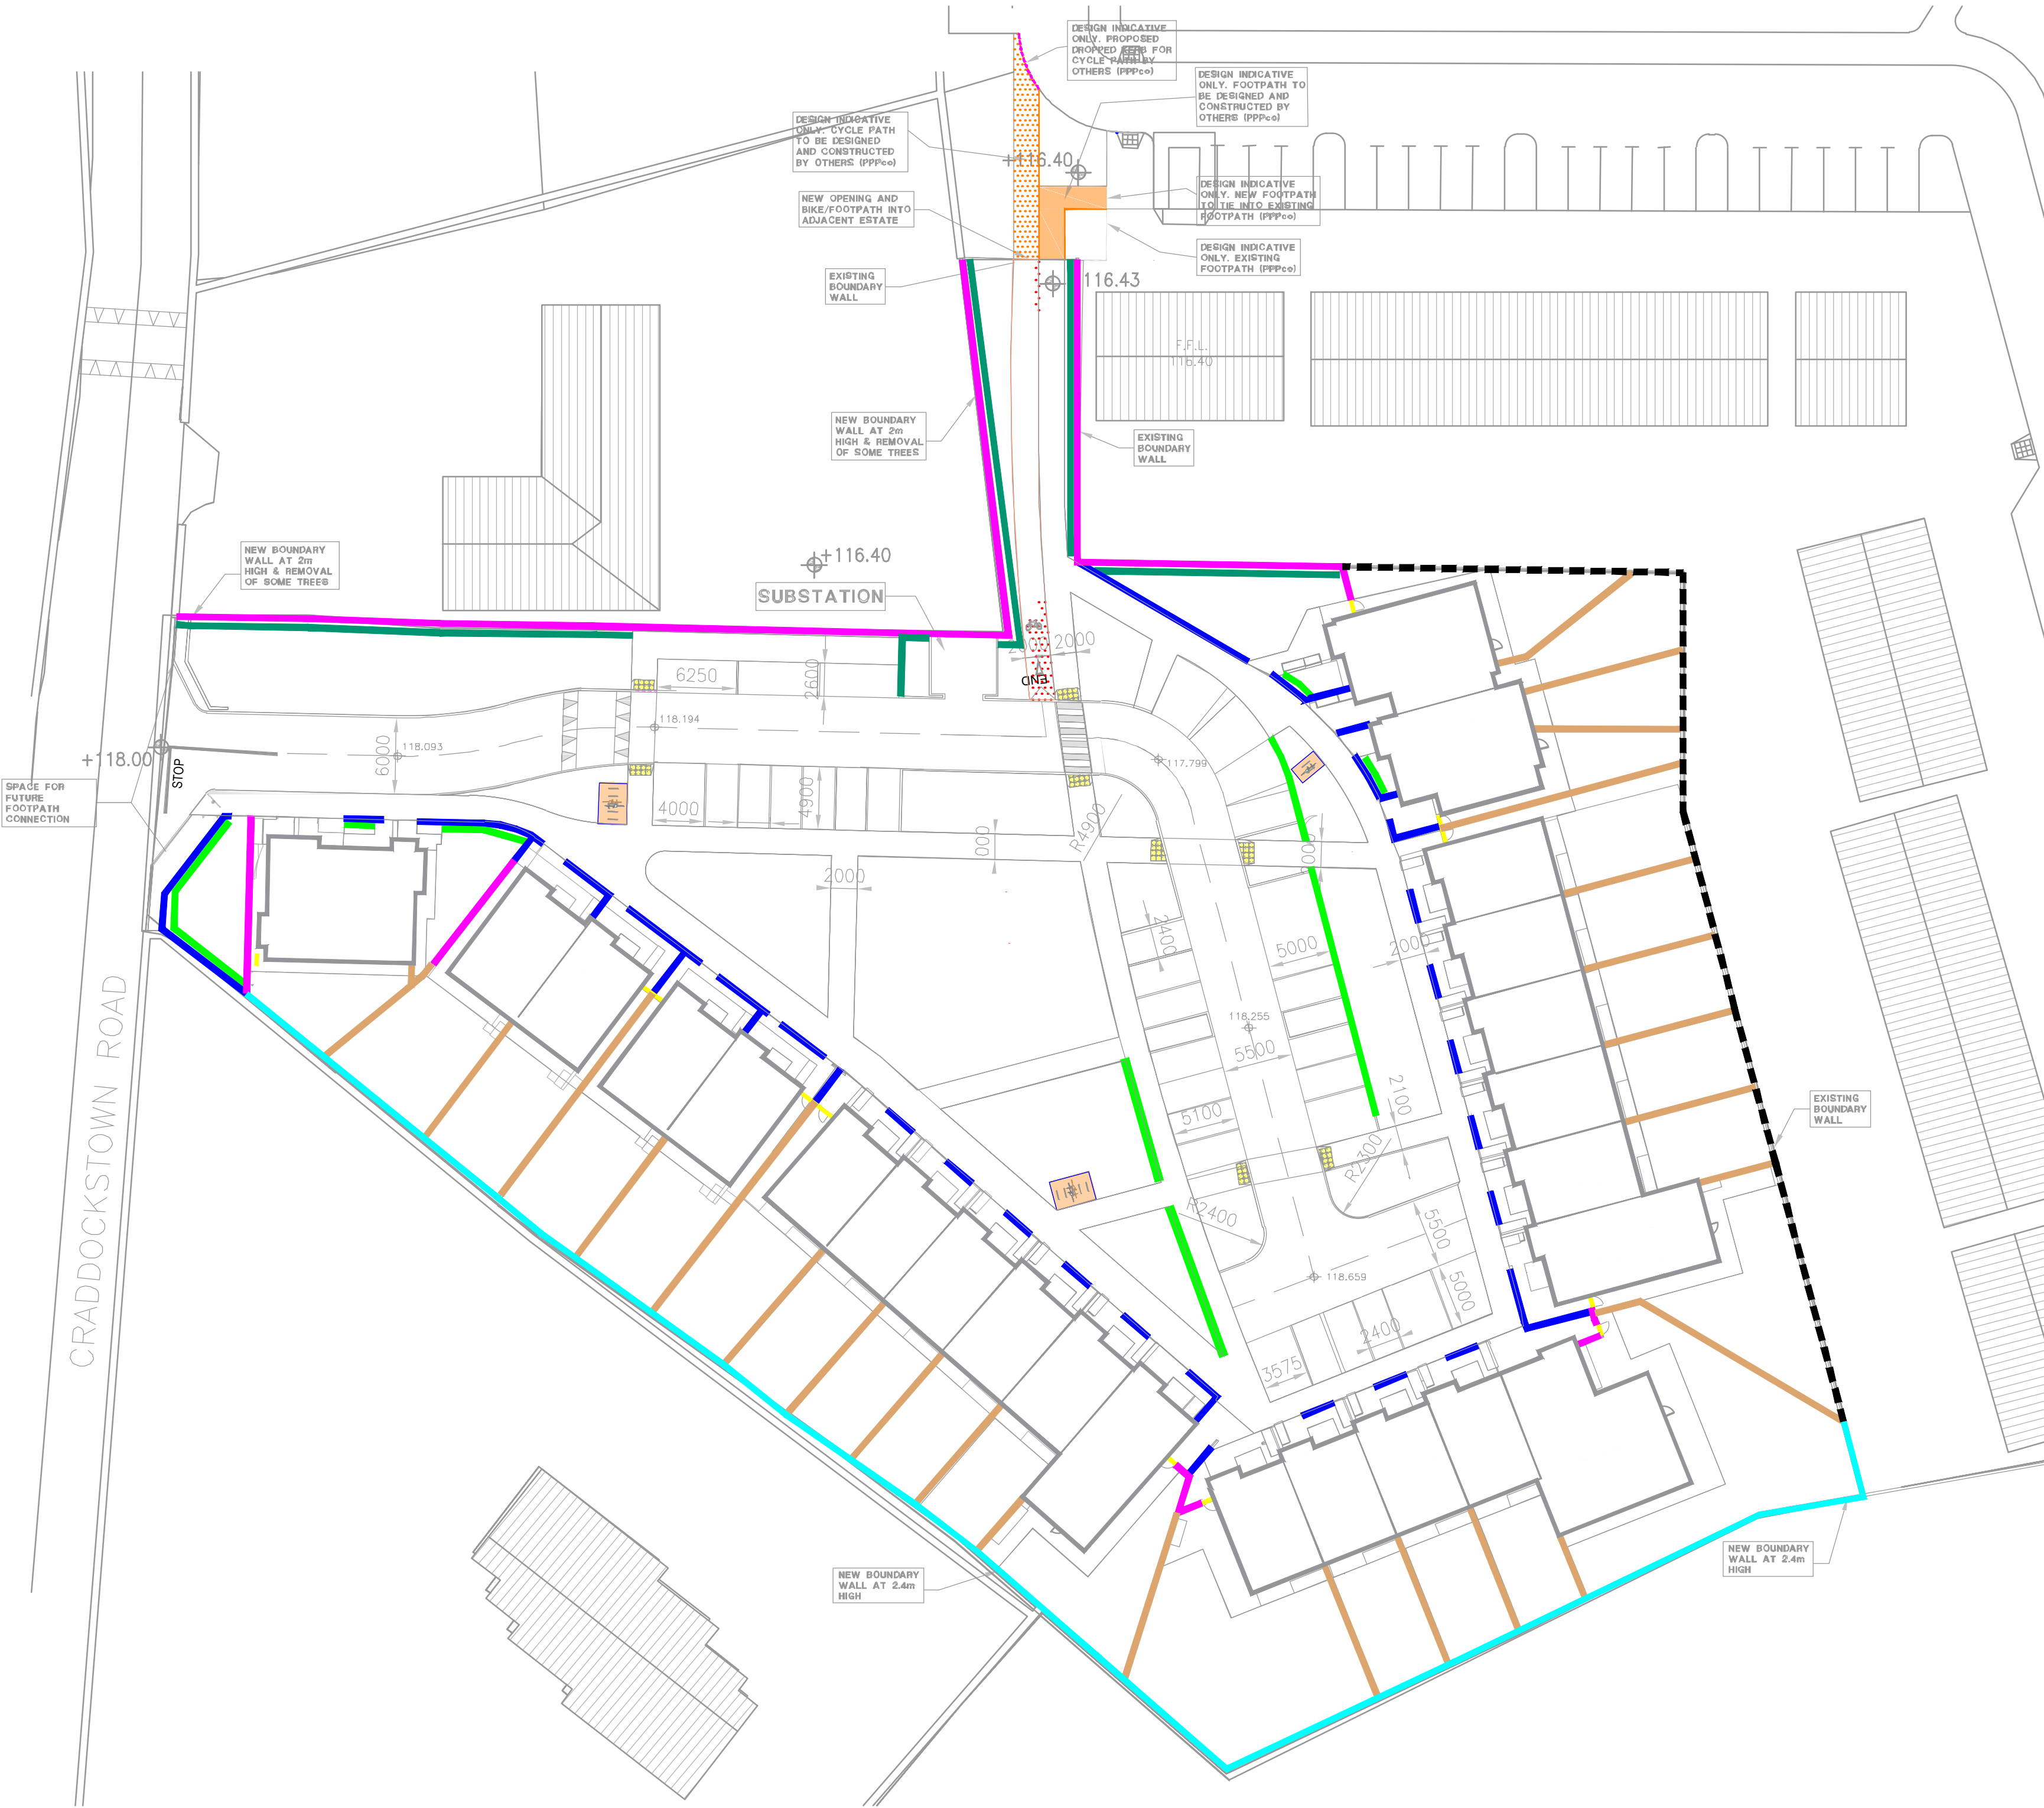 DESIGN INDICATIVE
ONLY. PROPOSED
DROPPED KERB FOR
CYCLE PATH BY
OTHERS (PPPco)
DESIGN INDICATIVE
ONLY. FOOTPATH TO
BE DESIGNED AND
CONSTRUCTED BY
OTHERS (PPPco)
DESIGN INDICATIVE
ONLY. CYCLE PATH
TO BE DESIGNED
AND CONSTRUCTED
BY OTHERS (PPPco)
+116.40
DESIGN INDICATIVE
ONLY. NEW FOOTPATH
TO TIE INTO EXISTING
FOOTPATH (PPPco)
NEW OPENING AND
BIKE/FOOTPATH INTO
ADJACENT ESTATE
DESIGN INDICATIVE
ONLY. EXISTING
FOOTPATH (PPPco)
EXISTING
BOUNDARY
WALL
116.43
F.F.L.
116.40
NEW BOUNDARY
WALL AT 2m
HIGH & REMOVAL
OF SOME TREES
EXISTING
BOUNDARY
WALL
NEW BOUNDARY
WALL AT 2m
HIGH & REMOVAL
OF SOME TREES
+116.40
SUBSTATION
2000
2000
6250
2600
END
118.194
118.093
6000
+118.00
STOP
117.799
SPACE FOR
FUTURE
FOOTPATH
CONNECTION
4000
4900
R4900
2000
2400
5000
2000
118.255
5500
2100
5100
R2300
EXISTING
BOUNDARY
WALL
CRADDOCKSTOWN ROAD
R2400
5500
118.659
5000
2400
3575
NEW BOUNDARY
WALL AT 2.4m
HIGH
NEW BOUNDARY
WALL AT 2.4m
HIGH